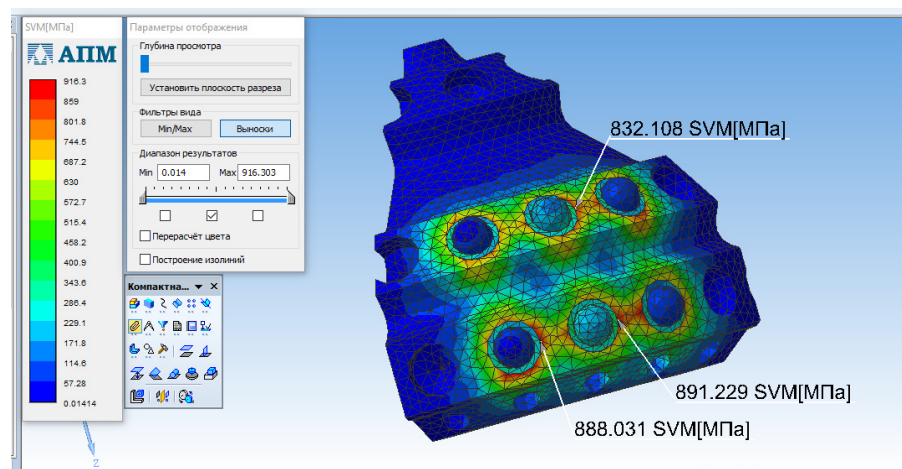 SVM[МПа]
АПМ
916.3
859
801.8
744.5
687.2
630
572.7
515.4
458.2
400.9
343.6
286.4
229.1
171.8
114.6
57.28
0.01414
Параметры отображения
Глубина просмотра
Установить плоскость разреза
Фильтры вида
Min/Max Выноски
Диапазон результатов
Min 0.014 Max 916.303
Перерасчёт цвета
Построение изолиний
Компактна...
832.108 SVM[МПа]
891.229 SVM[МПа]
888.031 SVM[МПа]
z